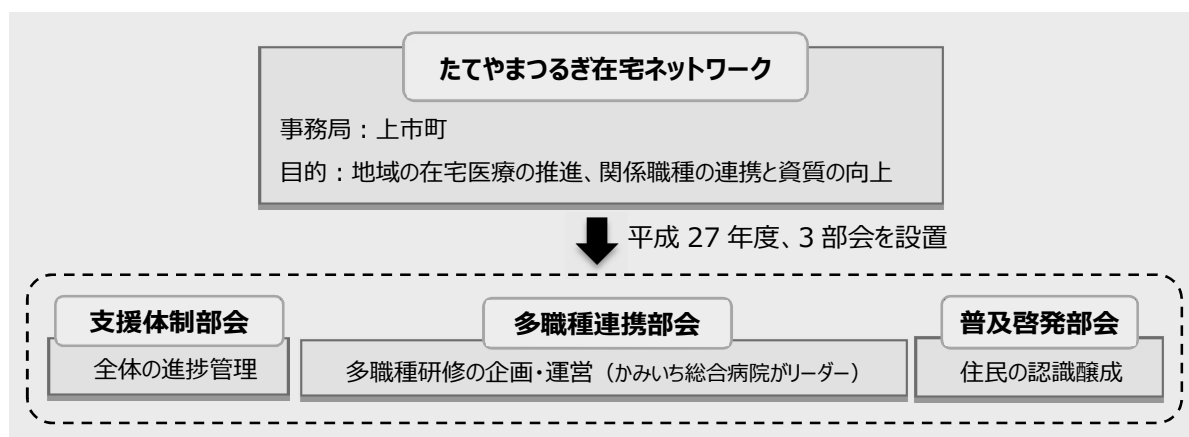 たてやまつるぎ在宅ネットワーク
事務局：上市町
目的：地域の在宅医療の推進、関係職種の連携と資質の向上
平成 27 年度、3 部会を設置
支援体制部会
全体の進捗管理
多職種連携部会
多職種研修の企画・運営（かみいち総合病院がリーダー）
普及啓発部会
住民の認識醸成